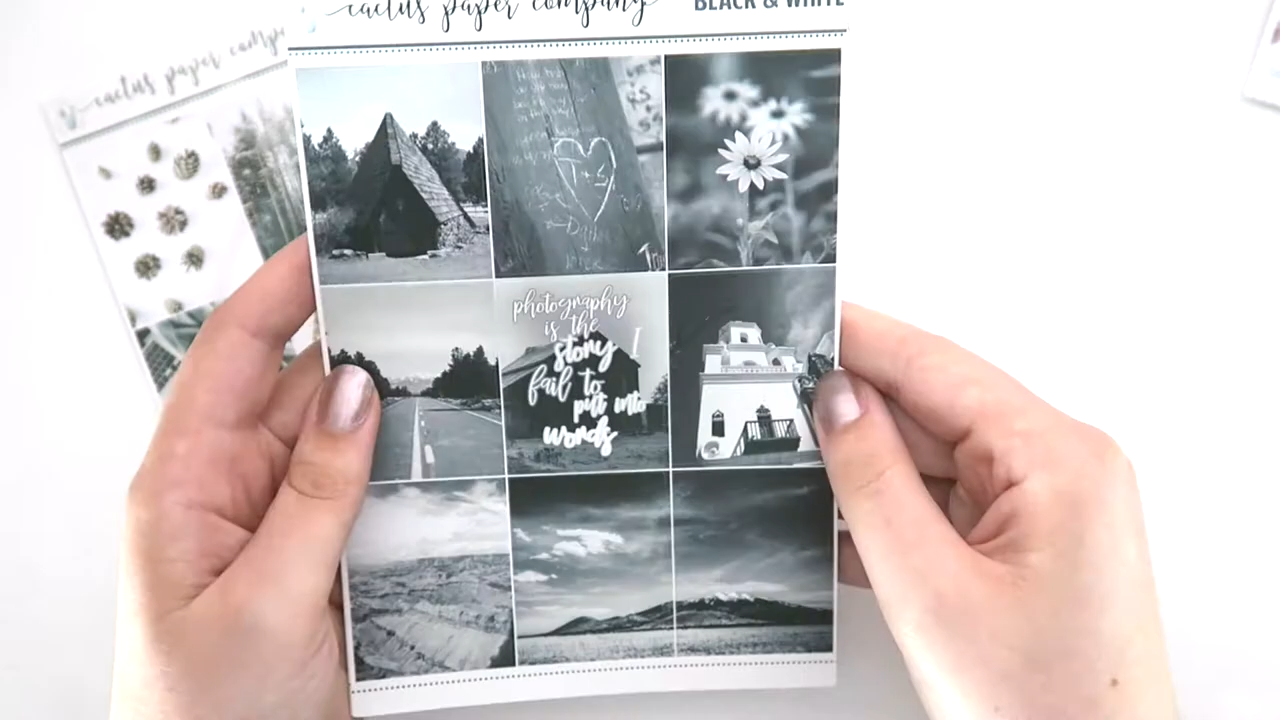 cactus paper company
BLACK & WHITE
cactus paper comp
T+S
photography
is the
story I
fail to
put into
words